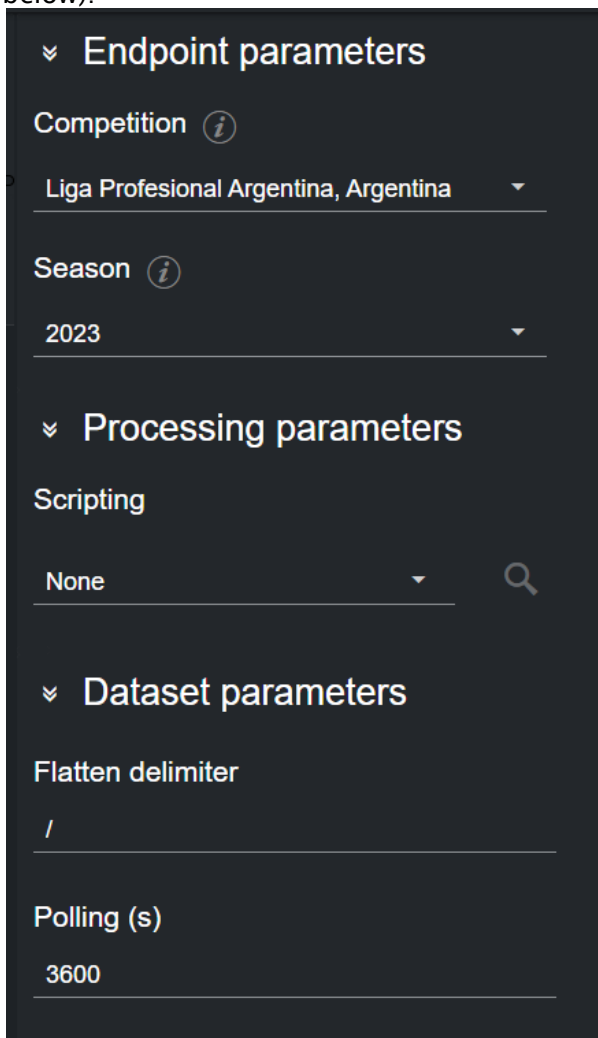 below).
Endpoint parameters
Competition i
Liga Profesional Argentina, Argentina
Season i
2023
Processing parameters
Scripting
None
Dataset parameters
Flatten delimiter
/
Polling (s)
3600